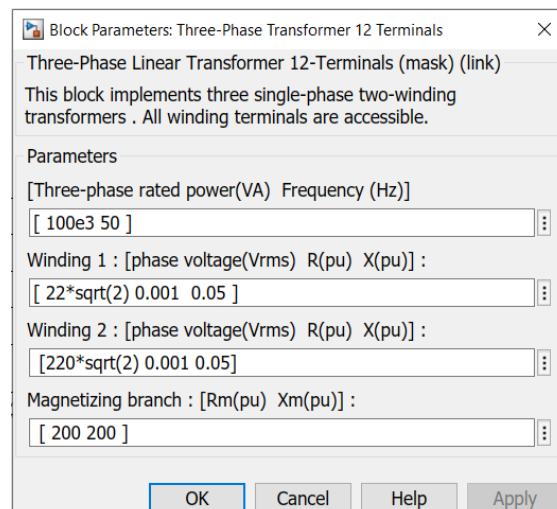 Block Parameters: Three-Phase Transformer 12 Terminals
Three-Phase Linear Transformer 12-Terminals (mask) (link)
This block implements three single-phase two-winding
transformers . All winding terminals are accessible.
Parameters
[Three-phase rated power(VA)  Frequency (Hz)]
[ 100e3 50 ]
Winding 1 : [phase voltage(Vrms)  R(pu)  X(pu)] :
[ 22*sqrt(2) 0.001  0.05 ]
Winding 2 : [phase voltage(Vrms)  R(pu)  X(pu)] :
[220*sqrt(2) 0.001 0.05]
Magnetizing branch : [Rm(pu)  Xm(pu)] :
[ 200 200 ]
OK Cancel Help Apply